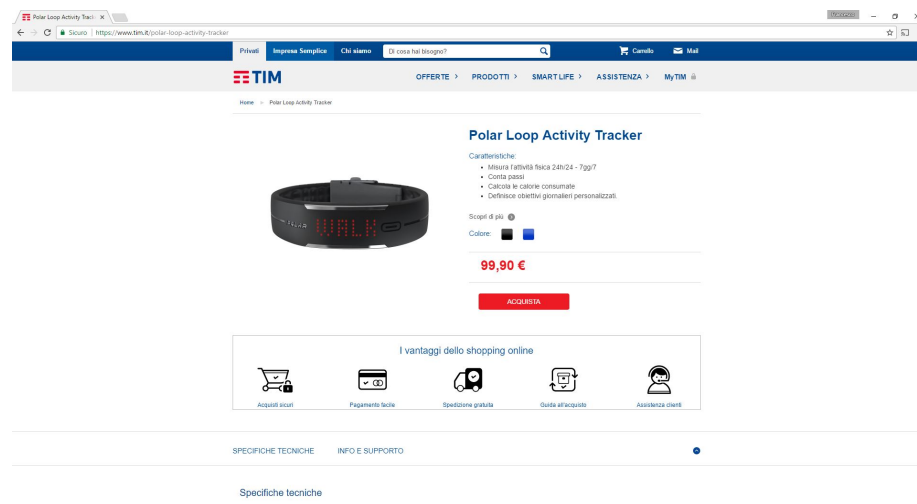 Polar Loop Activity Track
Francesco
Sicuro | https://www.tim.it/polar-loop-activity-tracker
Privati Impresa Semplice Chi siamo Di cosa hai bisogno? Carrello Mail
TIM
OFFERTE > PRODOTTI > SMART LIFE > ASSISTENZA > MyTIM
Home > Polar Loop Activity Tracker
Polar Loop Activity Tracker
Caratteristiche:
• Misura l'attività fisica 24h/24 - 7gg/7
• Conta passi
• Calcola le calorie consumate
• Definisce obiettivi giornalieri personalizzati.
POLAR WALK
Scopri di più
Colore:
99,90 €
ACQUISTA
I vantaggi dello shopping online
Acquisti sicuri Pagamento facile Spedizione gratuita Guida all'acquisto Assistenza clienti
SPECIFICHE TECNICHE INFO E SUPPORTO
Specifiche tecniche